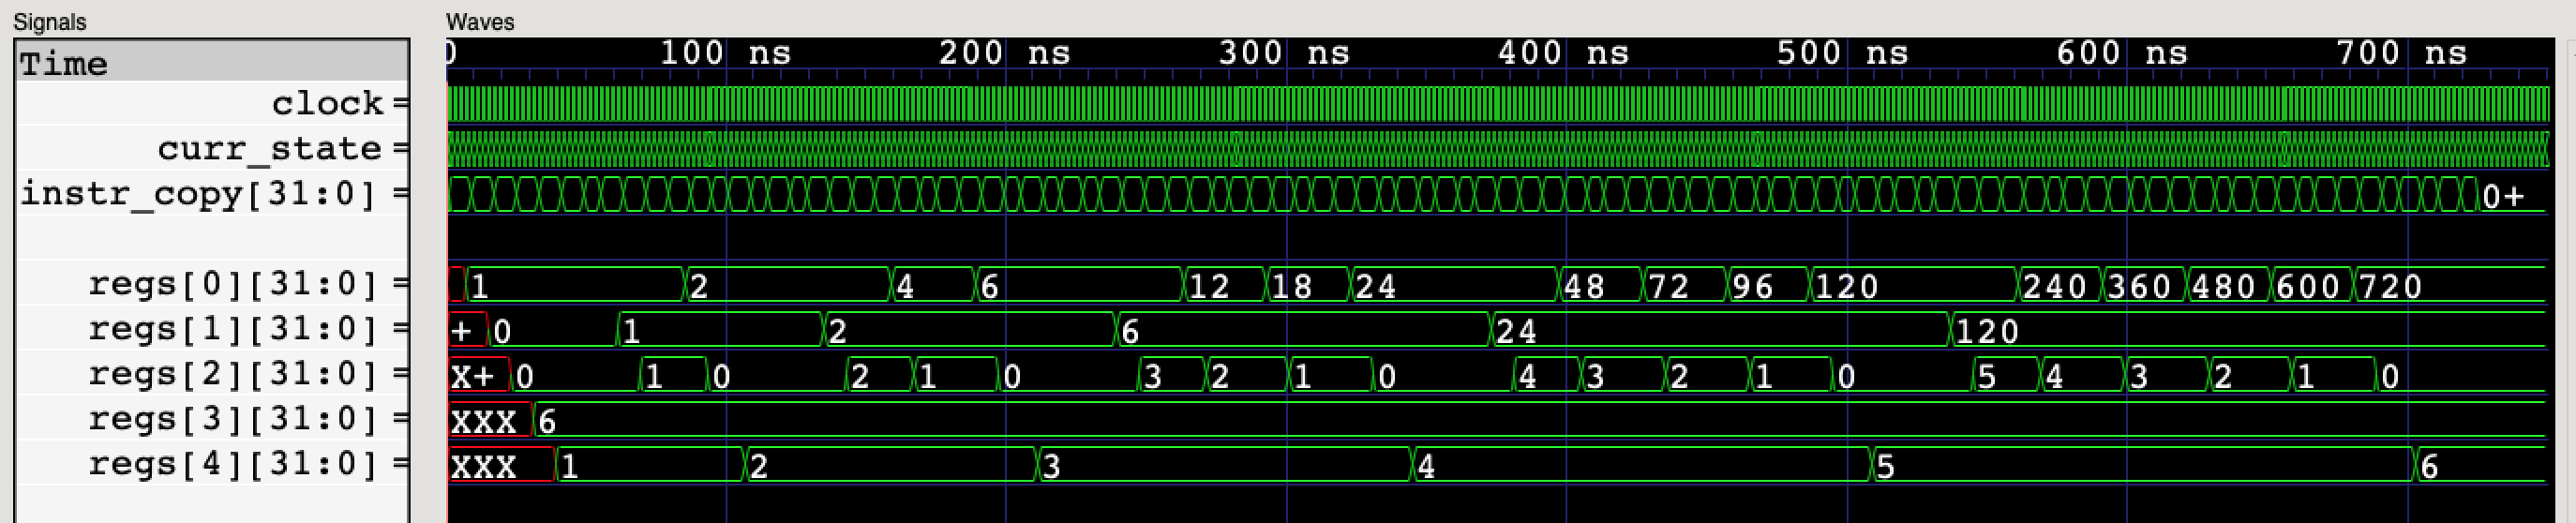 Signals
Waves
Time
0 100 ns 200 ns 300 ns 400 ns 500 ns 600 ns 700 ns
clock =
curr_state =
instr_copy[31:0] = 0+
regs[0][31:0] = 1 2 4 6 12 18 24 48 72 96 120 240 360 480 600 720
regs[1][31:0] = + 0 1 2 6 24 120
regs[2][31:0] = X+ 0 1 0 2 1 0 3 2 1 0 4 3 2 1 0 5 4 3 2 1 0
regs[3][31:0] = XXX 6
regs[4][31:0] = XXX 1 2 3 4 5 6